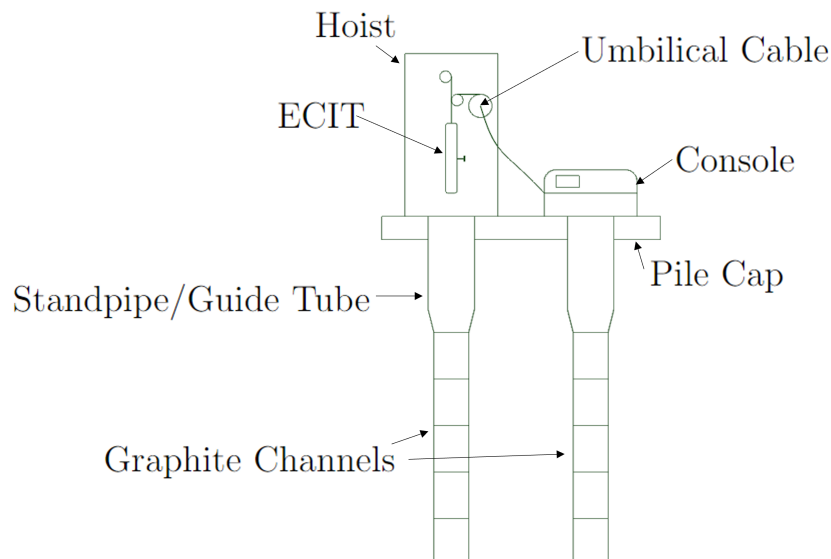 Hoist
Umbilical Cable
ECIT
Console
Pile Cap
Standpipe/Guide Tube
Graphite Channels